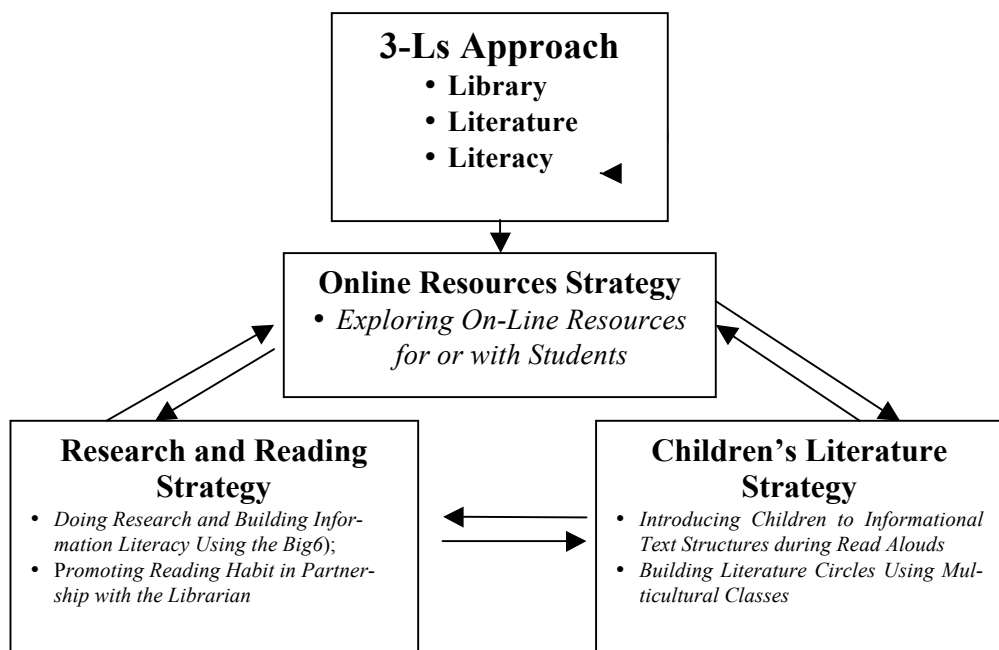 3-Ls Approach
• Library
• Literature
• Literacy
Online Resources Strategy
• Exploring On-Line Resources
for or with Students
Research and Reading
Strategy
• Doing Research and Building Infor-
mation Literacy Using the Big6);
• Promoting Reading Habit in Partner-
ship with the Librarian
Children’s Literature
Strategy
• Introducing Children to Informational
Text Structures during Read Alouds
• Building Literature Circles Using Mul-
ticultural Classes